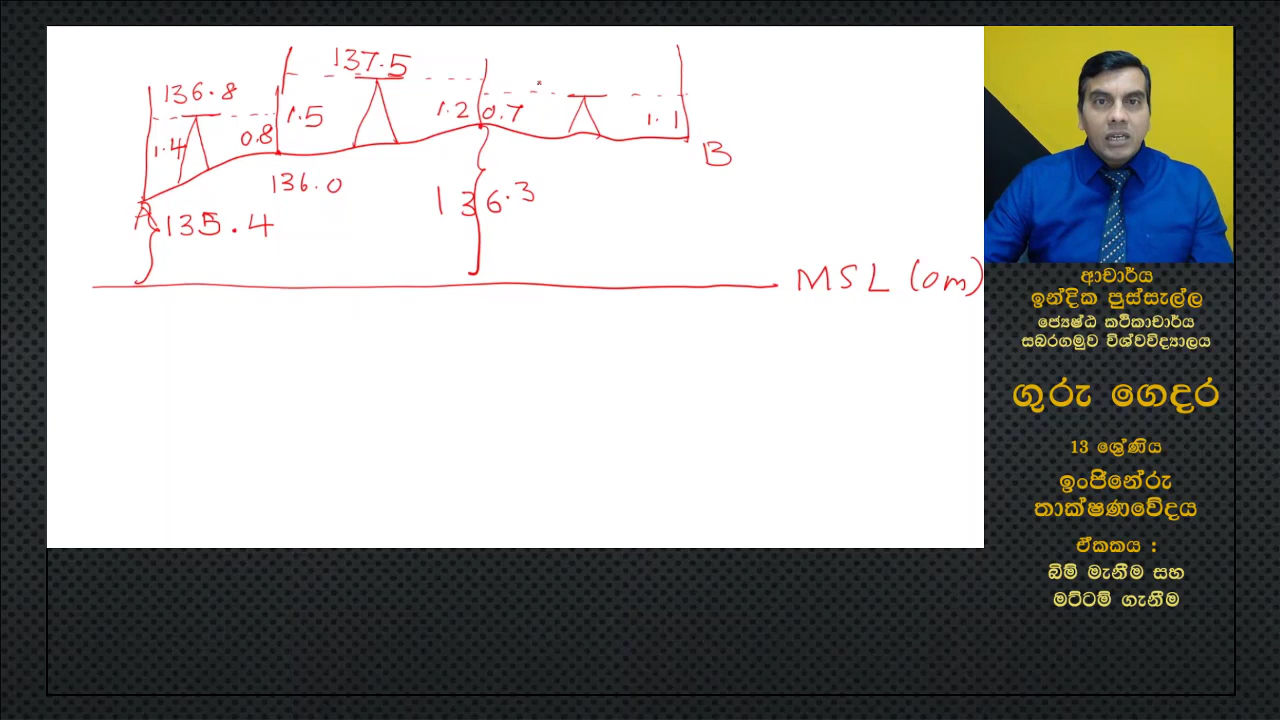 137.5
136.8
1.4
0.8
1.5
1.2
0.7
1.1
136.0
B
A
135.4
136.3
MSL (0m)
ආචාර්ය
ඉන්දික පුස්සැල්ල
ජ්‍යෙෂ්ඨ කථිකාචාර්ය
සබරගමුව විශ්වවිද්‍යාලය
ගුරු ගෙදර
13 ශ්‍රේණිය
ඉංජිනේරු
තාක්ෂණවේදය
ඒකකය :
බිම් මැනීම සහ
මට්ටම් ගැනීම